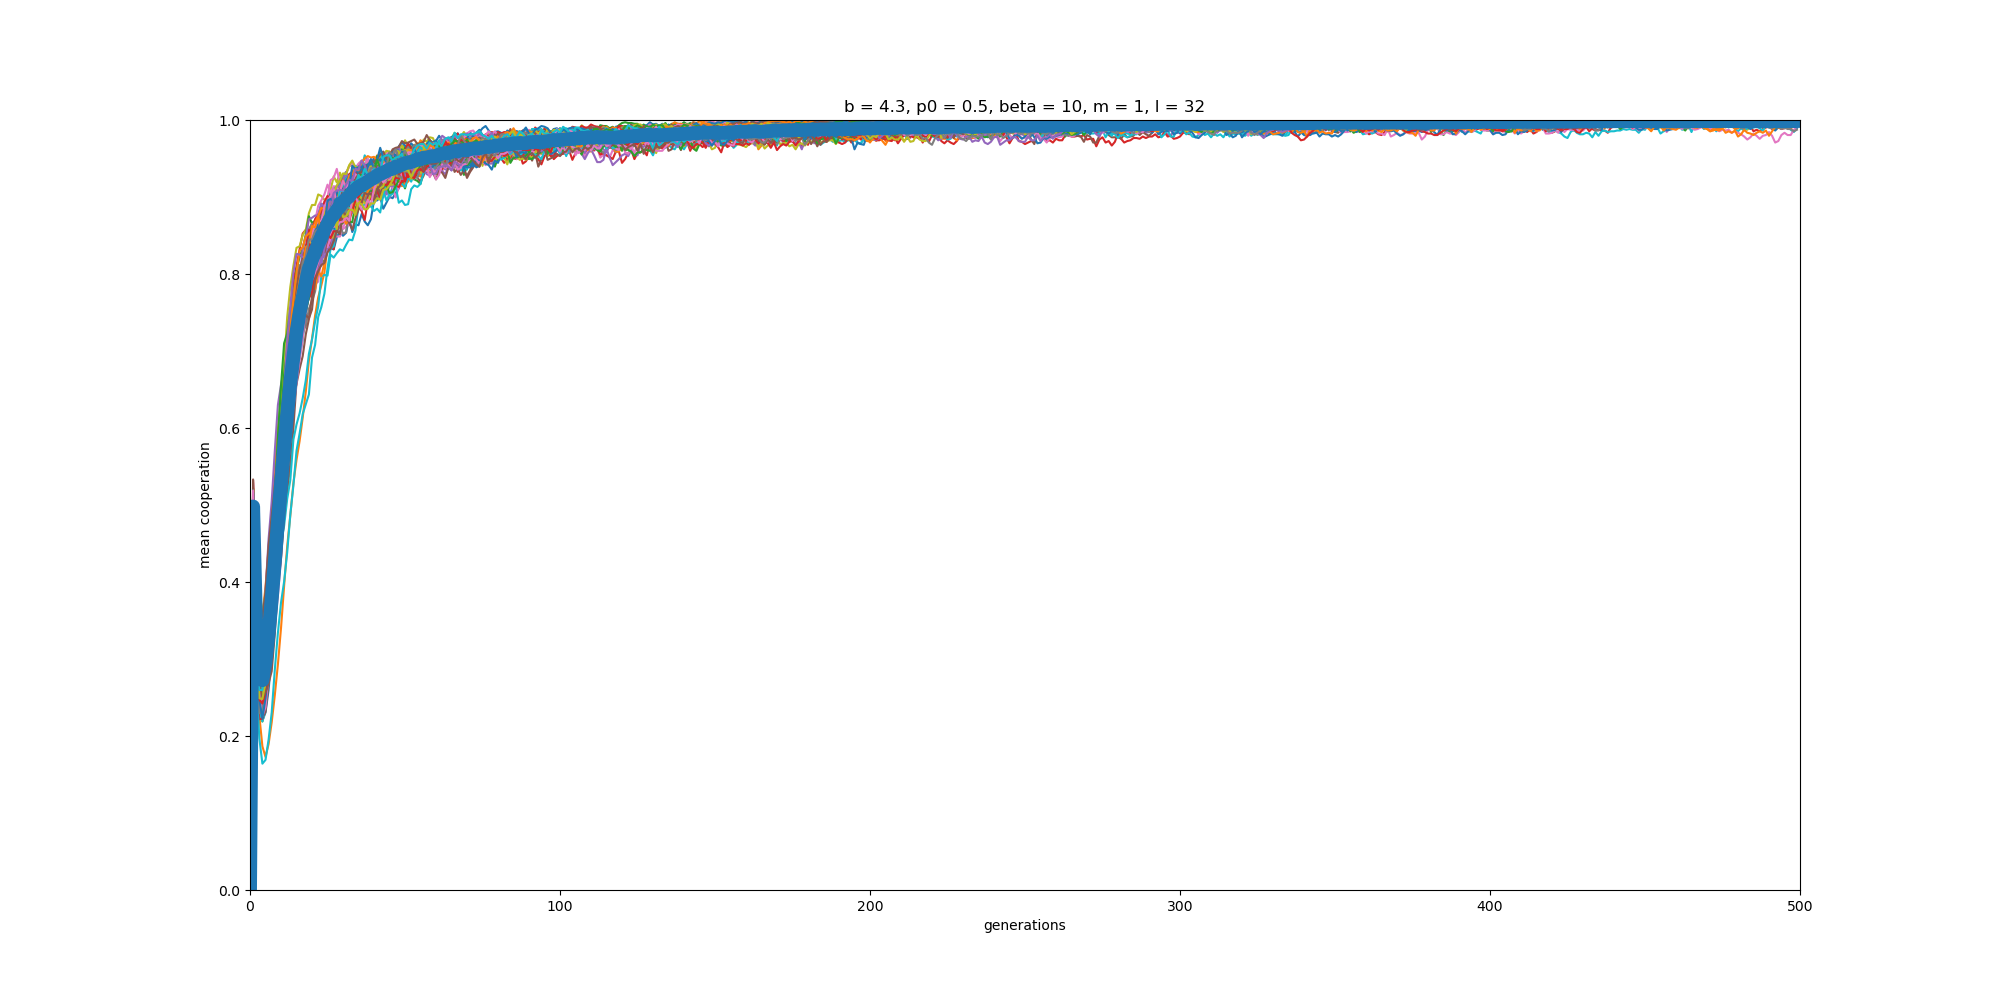 b = 4.3, p0 = 0.5, beta = 10, m = 1, l = 32
1.0
0.8
0.6
0.4
0.2
0.0
mean cooperation
0 100 200 300 400 500
generations